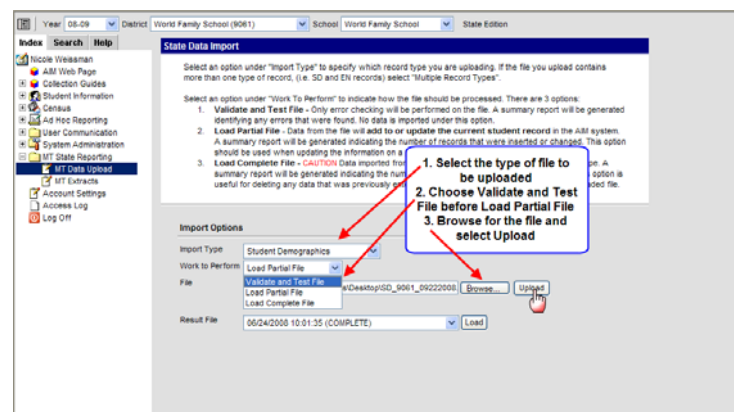 Year 08-09 District World Family School (9061) School World Family School State Edition
Index Search Help
Nicole Weissman
AIM Web Page
Collection Guides
Student Information
Census
Ad Hoc Reporting
User Communication
System Administration
MT State Reporting
MT Data Upload
MT Extracts
Account Settings
Access Log
Log Off
State Data Import
Select an option under "Import Type" to specify which record type you are uploading. If the file you upload contains
more than one type of record, (i.e. SD and EN records) select "Multiple Record Types".
Select an option under "Work To Perform" to indicate how the file should be processed. There are 3 options:
1. Validate and Test File - Only error checking will be performed on the file. A summary report will be generated
identifying any errors that were found. No data is imported under this option.
2. Load Partial File - Data from the file will add to or update the current student record in the AIM system.
A summary report will be generated indicating the number of records that were inserted or changed. This option
should be used when updating the information on a
3. Load Complete File - CAUTION Data imported from pe. A
summary report will be generated indicating the num option is
useful for deleting any data that was previously ded file.
1. Select the type of file to
be uploaded
2. Choose Validate and Test
File before Load Partial File
3. Browse for the file and
select Upload
Import Options
Import Type Student Demographics
Work to Perform Load Partial File
Validate and Test File
Load Partial File
Load Complete File
File s\Desktop\SD_9061_09222008. Browse... Upload
Result File 06/24/2008 10:01:35 (COMPLETE) Load